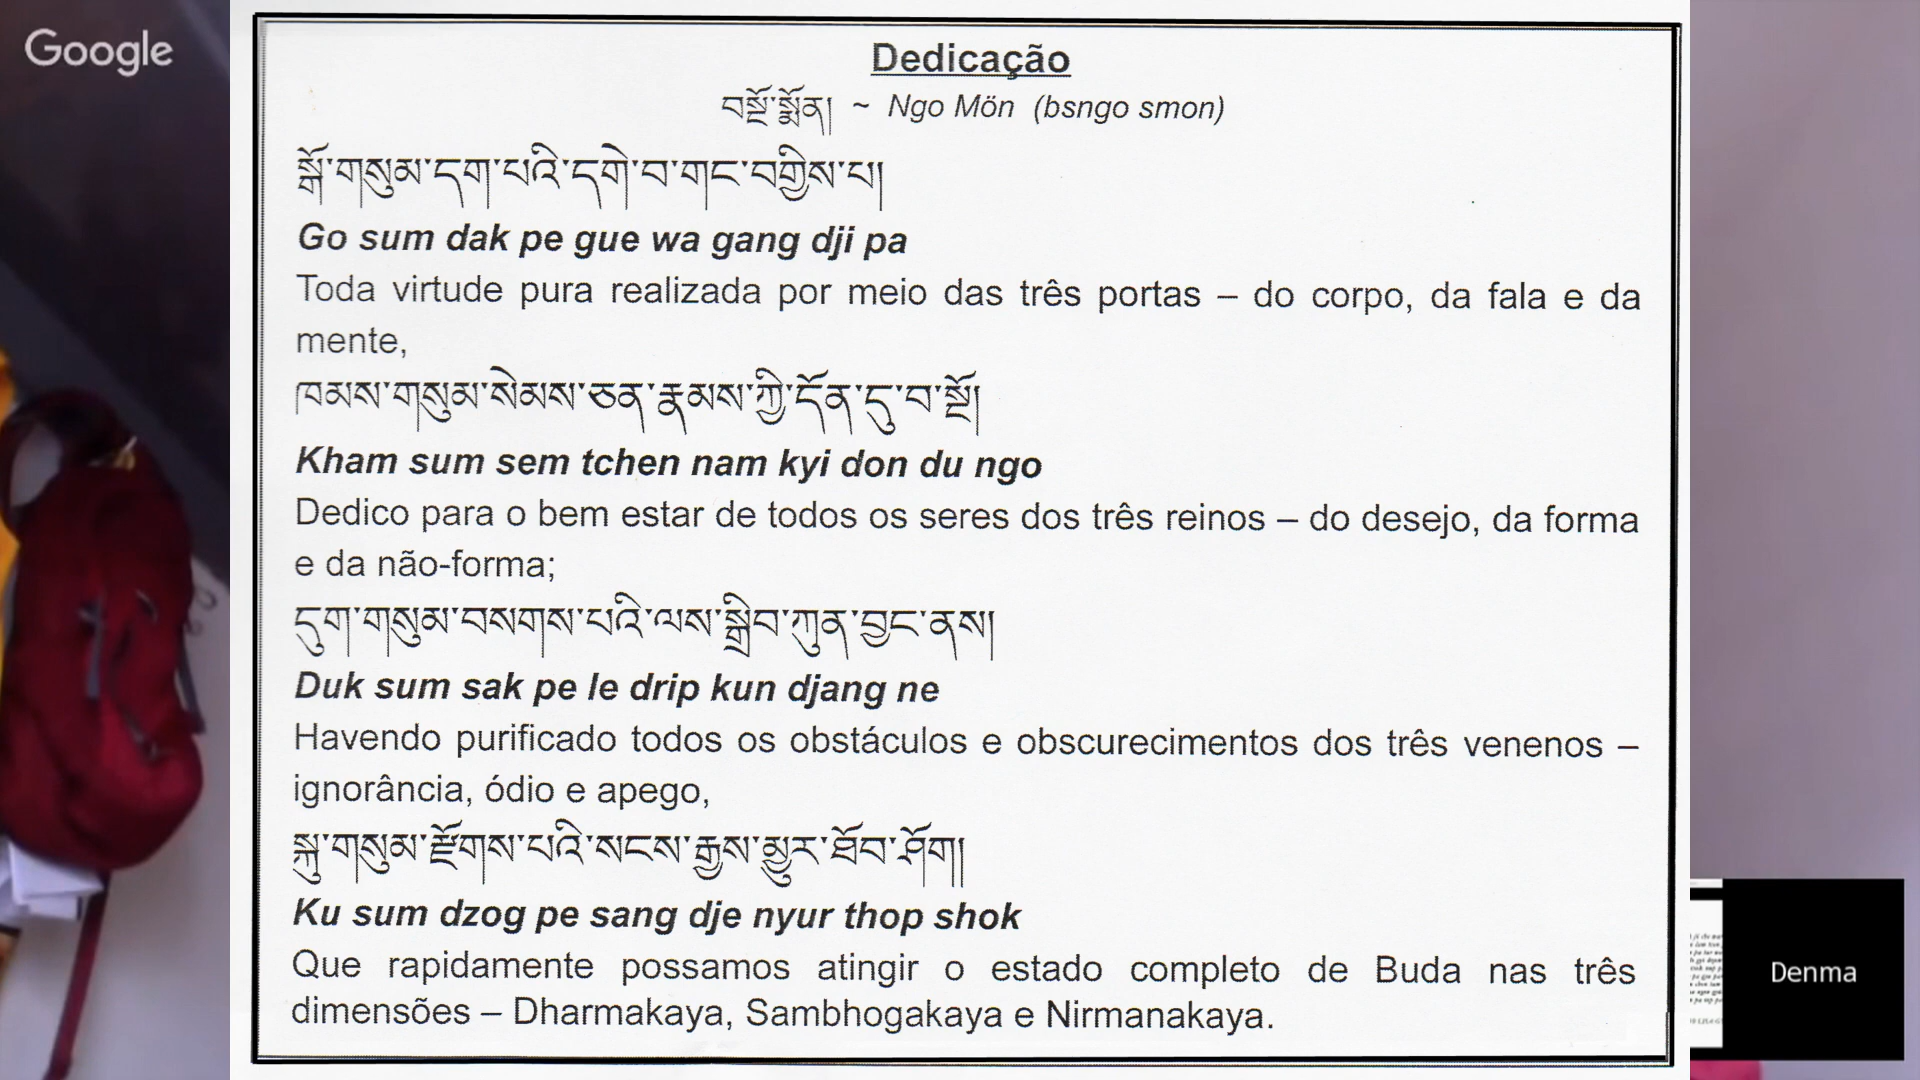 Google
Dedicação
བསྔོ་སྨོན། ~ Ngo Mön (bsngo smon)
སྒོ་གསུམ་དག་པའི་དགེ་བ་གང་བགྱིས་པ།
Go sum dak pe gue wa gang dji pa
Toda virtude pura realizada por meio das três portas – do corpo, da fala e da
mente,
ཁམས་གསུམ་སེམས་ཅན་རྣམས་ཀྱི་དོན་དུ་བ་སྔོ།
Kham sum sem tchen nam kyi don du ngo
Dedico para o bem estar de todos os seres dos três reinos – do desejo, da forma
e da não-forma;
དུག་གསུམ་བསགས་པའི་ལས་སྒྲིབ་ཀུན་བྱང་ནས།
Duk sum sak pe le drip kun djang ne
Havendo purificado todos os obstáculos e obscurecimentos dos três venenos –
ignorância, ódio e apego,
སྐུ་གསུམ་རྫོགས་པའི་སངས་རྒྱས་མྱུར་ཐོབ་ཤོག།
Ku sum dzog pe sang dje nyur thop shok
Que rapidamente possamos atingir o estado completo de Buda nas três
dimensões – Dharmakaya, Sambhogakaya e Nirmanakaya.
Denma